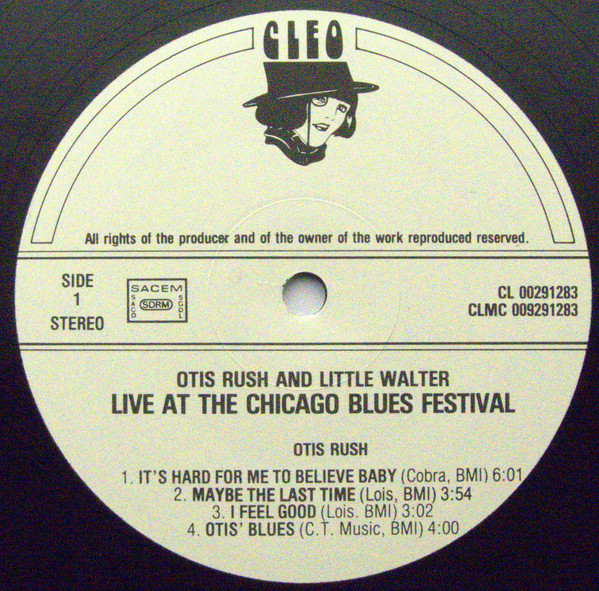 CLEO
All rights of the producer and of the owner of the work reproduced reserved.
SIDE
1
STEREO
SACEM
SACD SDRM SGDL
CL 00291283
CLMC 009291283
OTIS RUSH AND LITTLE WALTER
LIVE AT THE CHICAGO BLUES FESTIVAL
OTIS RUSH
1. IT'S HARD FOR ME TO BELIEVE BABY (Cobra, BMI) 6:01
2. MAYBE THE LAST TIME (Lois, BMI) 3:54
3. I FEEL GOOD (Lois. BMI) 3:02
4. OTIS' BLUES (C.T. Music, BMI) 4:00